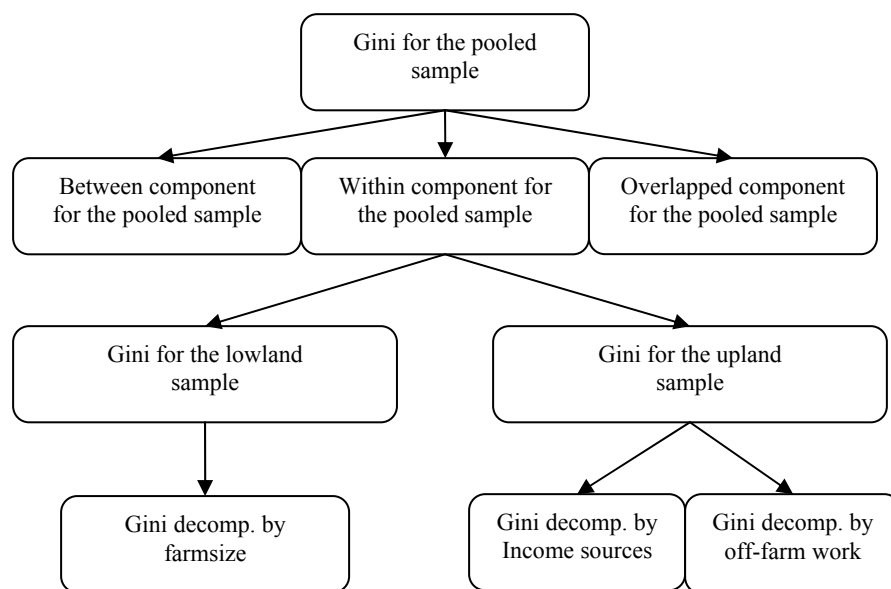 Gini for the pooled
sample
Between component
for the pooled sample
Within component for
the pooled sample
Overlapped component
for the pooled sample
Gini for the lowland
sample
Gini for the upland
sample
Gini decomp. by
farmsize
Gini decomp. by
Income sources
Gini decomp. by
off-farm work